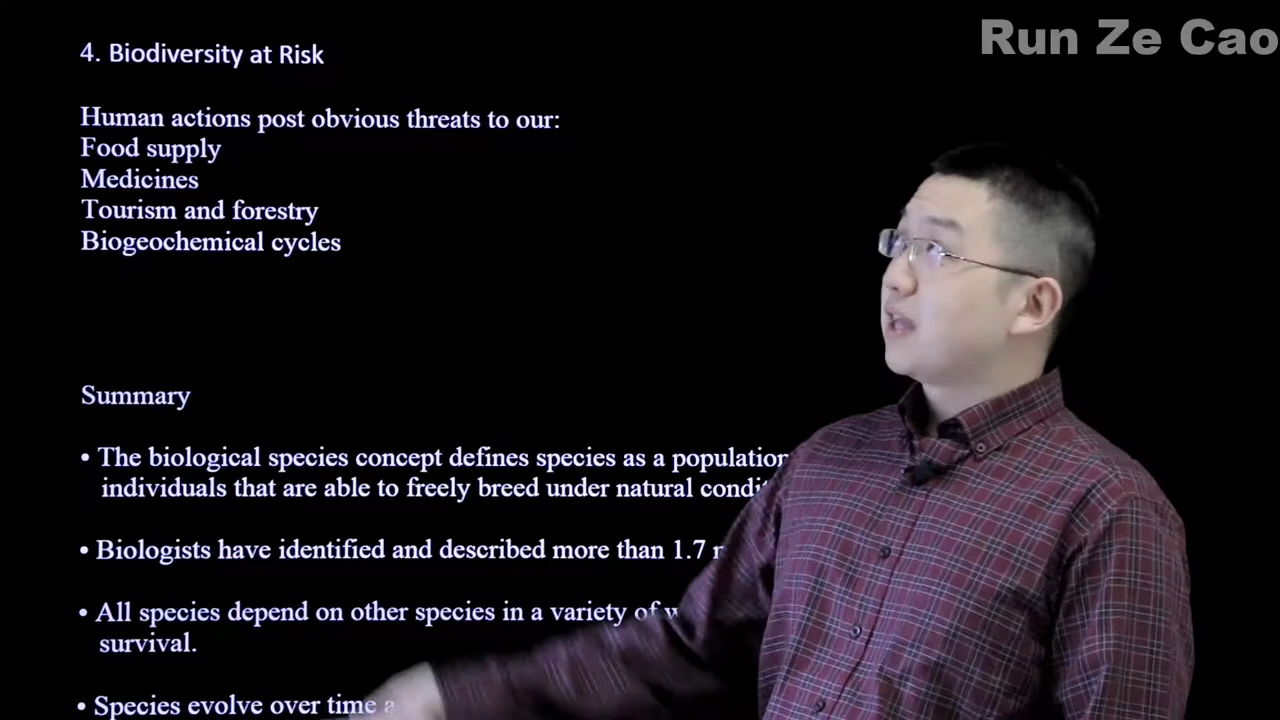 Run Ze Cao
4. Biodiversity at Risk
Human actions post obvious threats to our:
Food supply
Medicines
Tourism and forestry
Biogeochemical cycles
Summary
• The biological species concept defines species as a population
individuals that are able to freely breed under natural
• Biologists have identified and described more than 1.7
• All species depend on other species in a variety of
survival.
• Species evolve over time